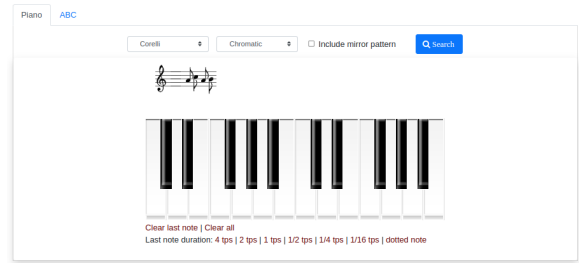 Piano ABC
Corelli Chromatic Include mirror pattern Search
Clear last note | Clear all
Last note duration: 4 tps | 2 tps | 1 tps | 1/2 tps | 1/4 tps | 1/16 tps | dotted note